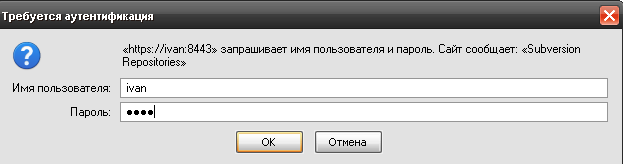 Требуется аутентификация
«https://ivan:8443» запрашивает имя пользователя и пароль. Сайт сообщает: «Subversion
Repositories»
Имя пользователя: ivan
Пароль: ●●●●
OK Отмена